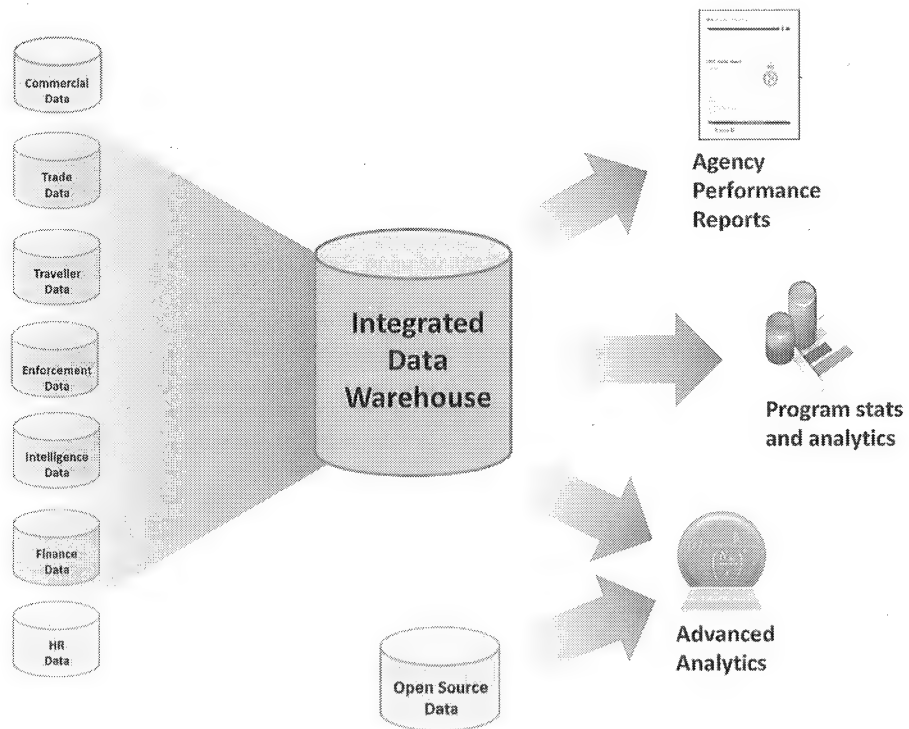 Commercial
Data
Trade
Data
Traveller
Data
Enforcement
Data
Intelligence
Data
Finance
Data
HR
Data
Integrated
Data
Warehouse
Open Source
Data
Agency
Performance
Reports
Program stats
and analytics
Advanced
Analytics